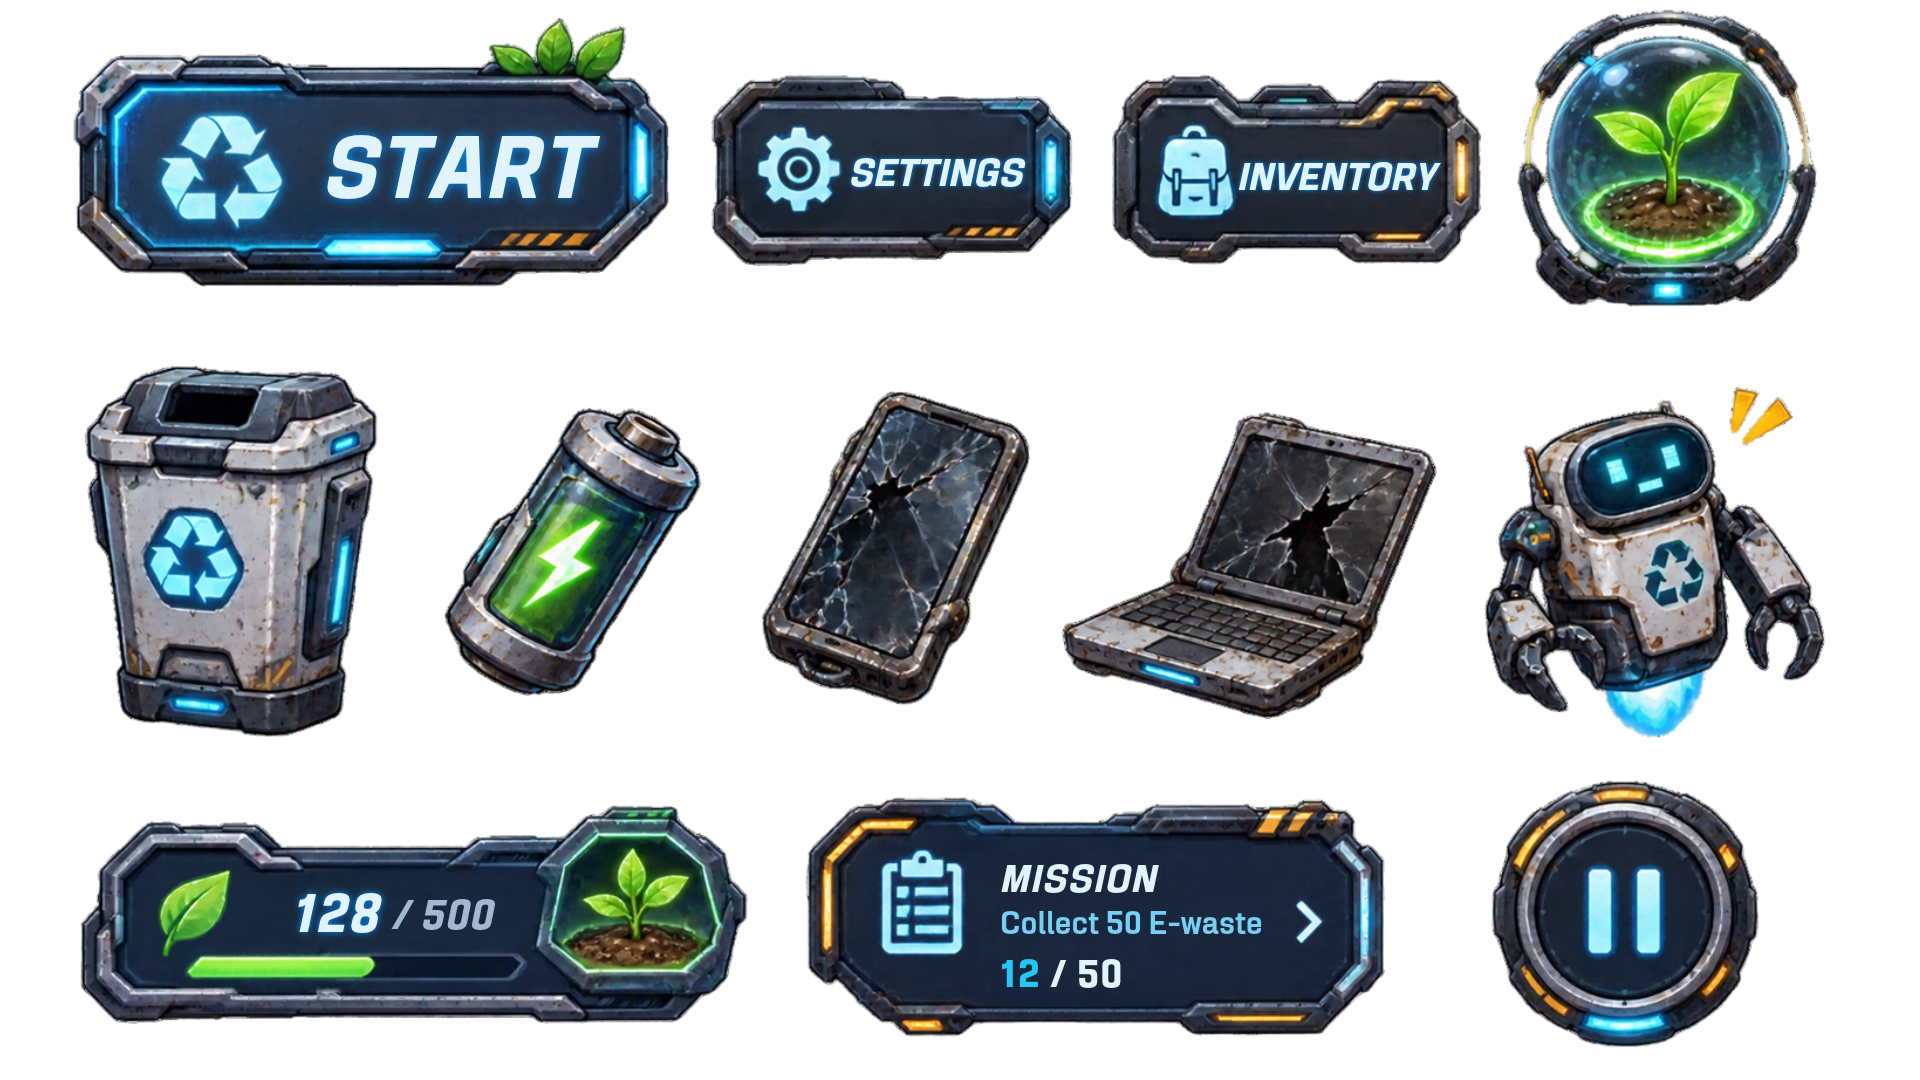 START
SETTINGS
INVENTORY
128 / 500
MISSION
Collect 50 E-waste
12 / 50